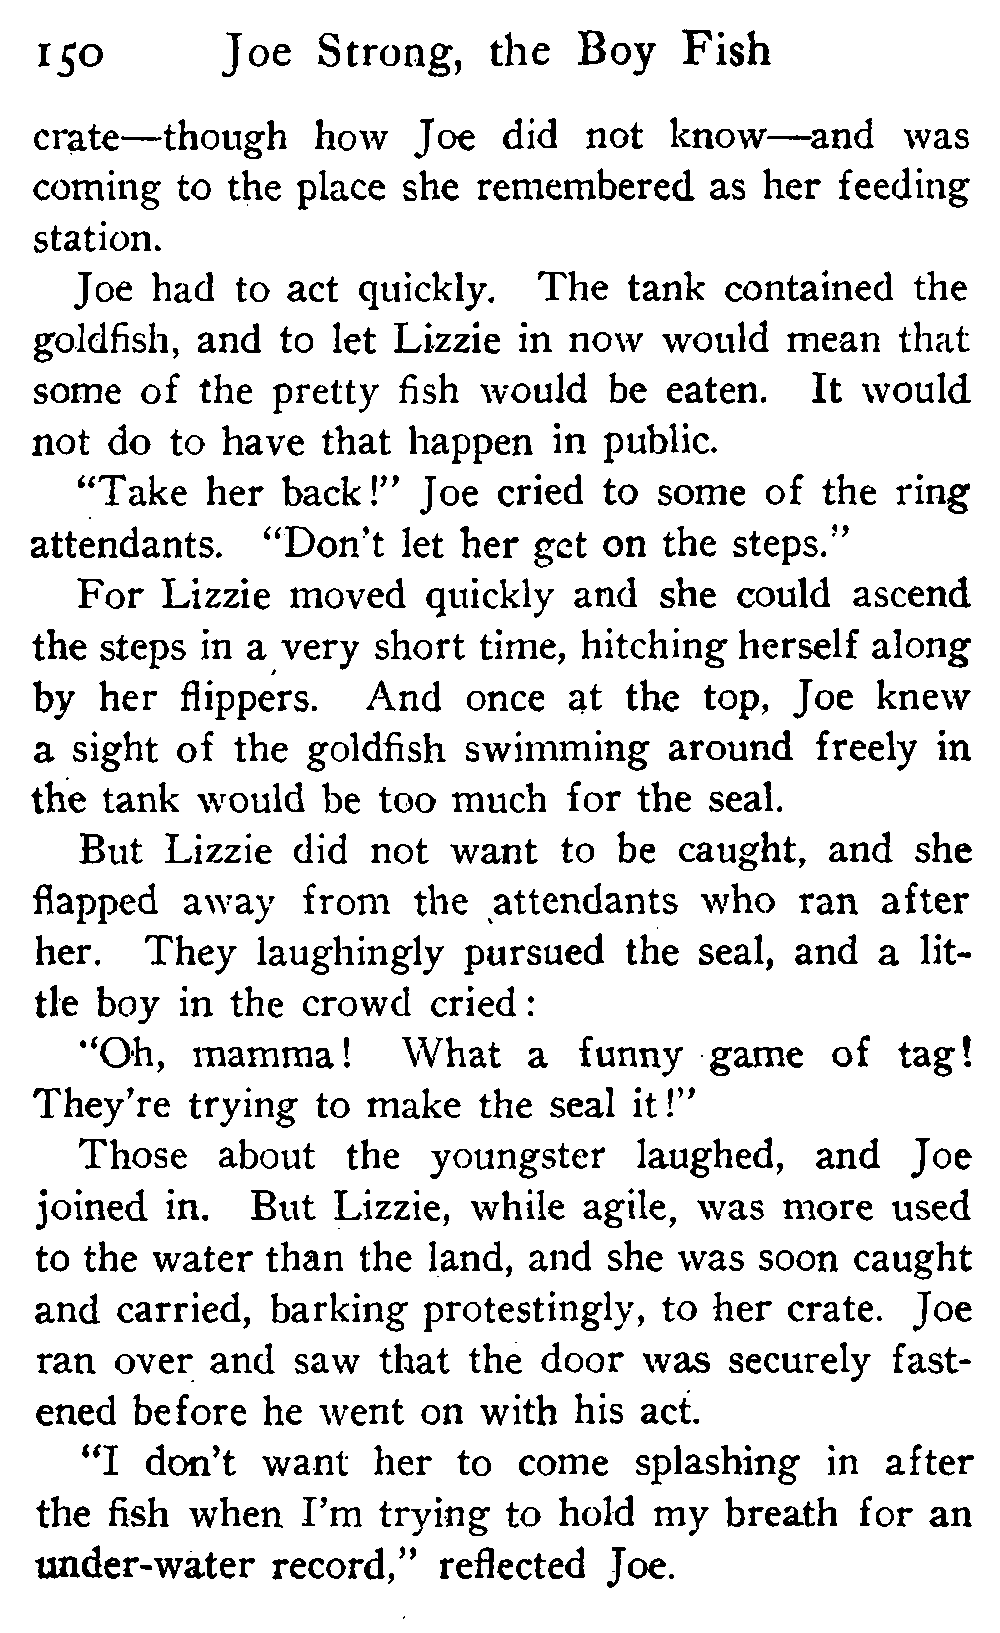 150 Joe Strong, the Boy Fish
crate—though how Joe did not know—and was
coming to the place she remembered as her feeding
station.
Joe had to act quickly. The tank contained the
goldfish, and to let Lizzie in now would mean that
some of the pretty fish would be eaten. It would
not do to have that happen in public.
“Take her back!” Joe cried to some of the ring
attendants. “Don’t let her get on the steps.”
For Lizzie moved quickly and she could ascend
the steps in a very short time, hitching herself along
by her flippers. And once at the top, Joe knew
a sight of the goldfish swimming around freely in
the tank would be too much for the seal.
But Lizzie did not want to be caught, and she
flapped away from the attendants who ran after
her. They laughingly pursued the seal, and a lit-
tle boy in the crowd cried:
“Oh, mamma! What a funny game of tag!
They’re trying to make the seal it!”
Those about the youngster laughed, and Joe
joined in. But Lizzie, while agile, was more used
to the water than the land, and she was soon caught
and carried, barking protestingly, to her crate. Joe
ran over and saw that the door was securely fast-
ened before he went on with his act.
“I don’t want her to come splashing in after
the fish when I’m trying to hold my breath for an
under-water record,” reflected Joe.